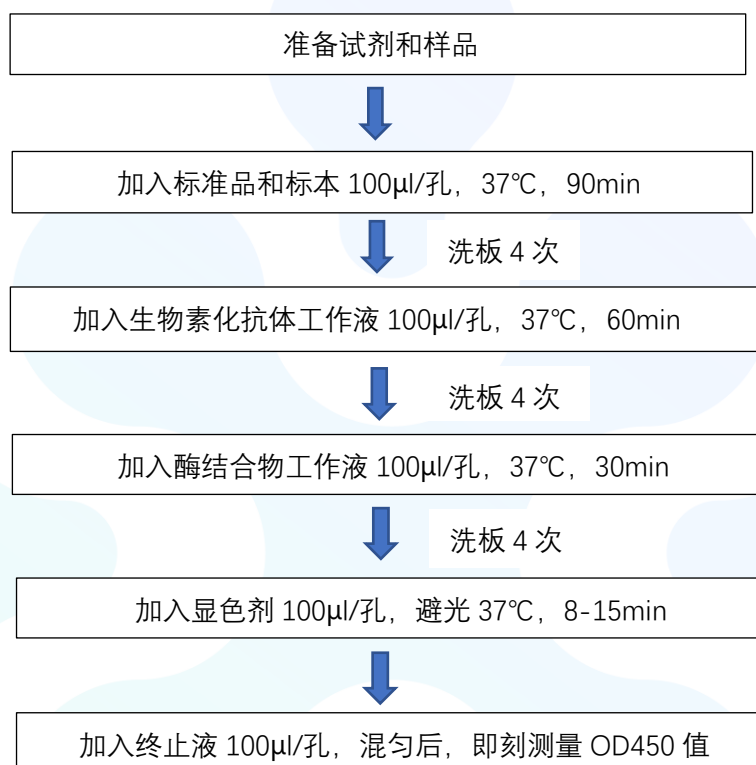 准备试剂和样品
加入标准品和标本 100μl/孔，37℃，90min
洗板 4 次
加入生物素化抗体工作液 100μl/孔，37℃，60min
洗板 4 次
加入酶结合物工作液 100μl/孔，37℃，30min
洗板 4 次
加入显色剂 100μl/孔，避光 37℃，8-15min
加入终止液 100μl/孔，混匀后，即刻测量 OD450 值